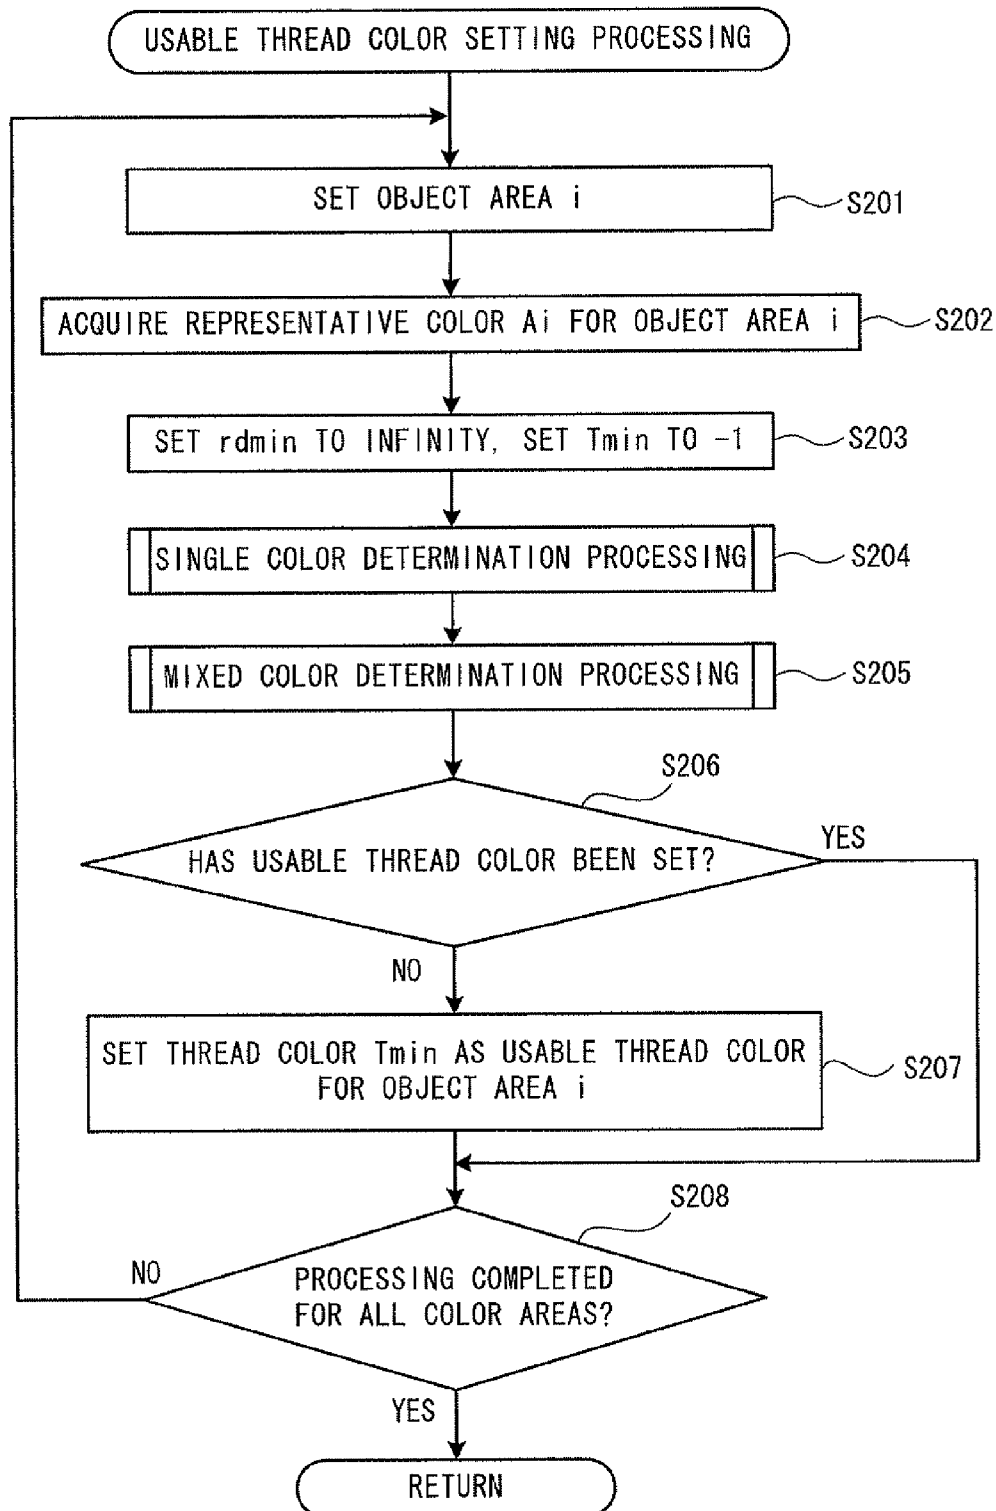 USABLE THREAD COLOR SETTING PROCESSING
SET OBJECT AREA i
S201
ACQUIRE REPRESENTATIVE COLOR Ai FOR OBJECT AREA i
S202
SET rdmin TO INFINITY, SET Tmin TO -1
S203
SINGLE COLOR DETERMINATION PROCESSING
S204
MIXED COLOR DETERMINATION PROCESSING
S205
S206
HAS USABLE THREAD COLOR BEEN SET?
YES
NO
SET THREAD COLOR Tmin AS USABLE THREAD COLOR
FOR OBJECT AREA i
S207
S208
NO
PROCESSING COMPLETED
FOR ALL COLOR AREAS?
YES
RETURN